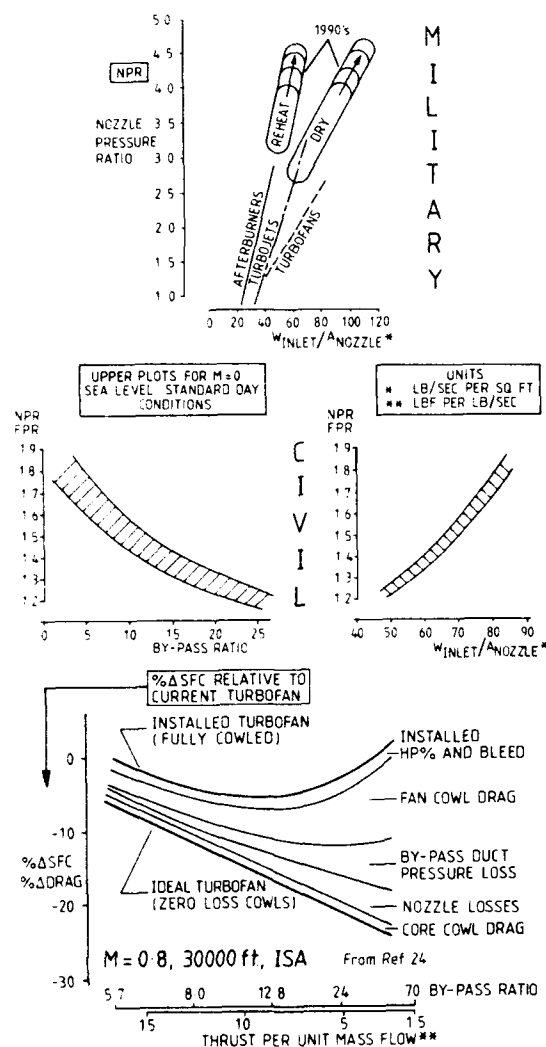 5.0
4.5
4.0
3.5
3.0
2.5
2.0
1.5
1.0
NPR
NOZZLE
PRESSURE
RATIO
1990's
REHEAT
DRY
AFTERBURNERS
TURBOJETS
TURBOFANS
0 20 40 60 80 100 120
WINLET/ANOZZLE*
MILITARY
UPPER PLOTS FOR M=0
SEA LEVEL STANDARD DAY
CONDITIONS
UNITS
* LB/SEC PER SQ FT
** LBF PER LB/SEC
NPR
FPR
1.9
1.8
1.7
1.6
1.5
1.4
1.3
1.2
0 5 10 15 20 25
BY-PASS RATIO
CIVIL
NPR
FPR
1.9
1.8
1.7
1.6
1.5
1.4
1.3
1.2
40 50 60 70 80 90
WINLET/ANOZZLE*
%ΔSFC RELATIVE TO
CURRENT TURBOFAN
INSTALLED TURBOFAN
(FULLY COWLED)
INSTALLED
HP% AND BLEED
FAN COWL DRAG
BY-PASS DUCT
PRESSURE LOSS
NOZZLE LOSSES
CORE COWL DRAG
0
-10
-20
-30
%ΔSFC
%ΔDRAG
IDEAL TURBOFAN
(ZERO LOSS COWLS)
M=0.8, 30000 ft, ISA
From Ref 24
5.7 8.0 12.8 24 70 BY-PASS RATIO
15 10 5 1.5
THRUST PER UNIT MASS FLOW**